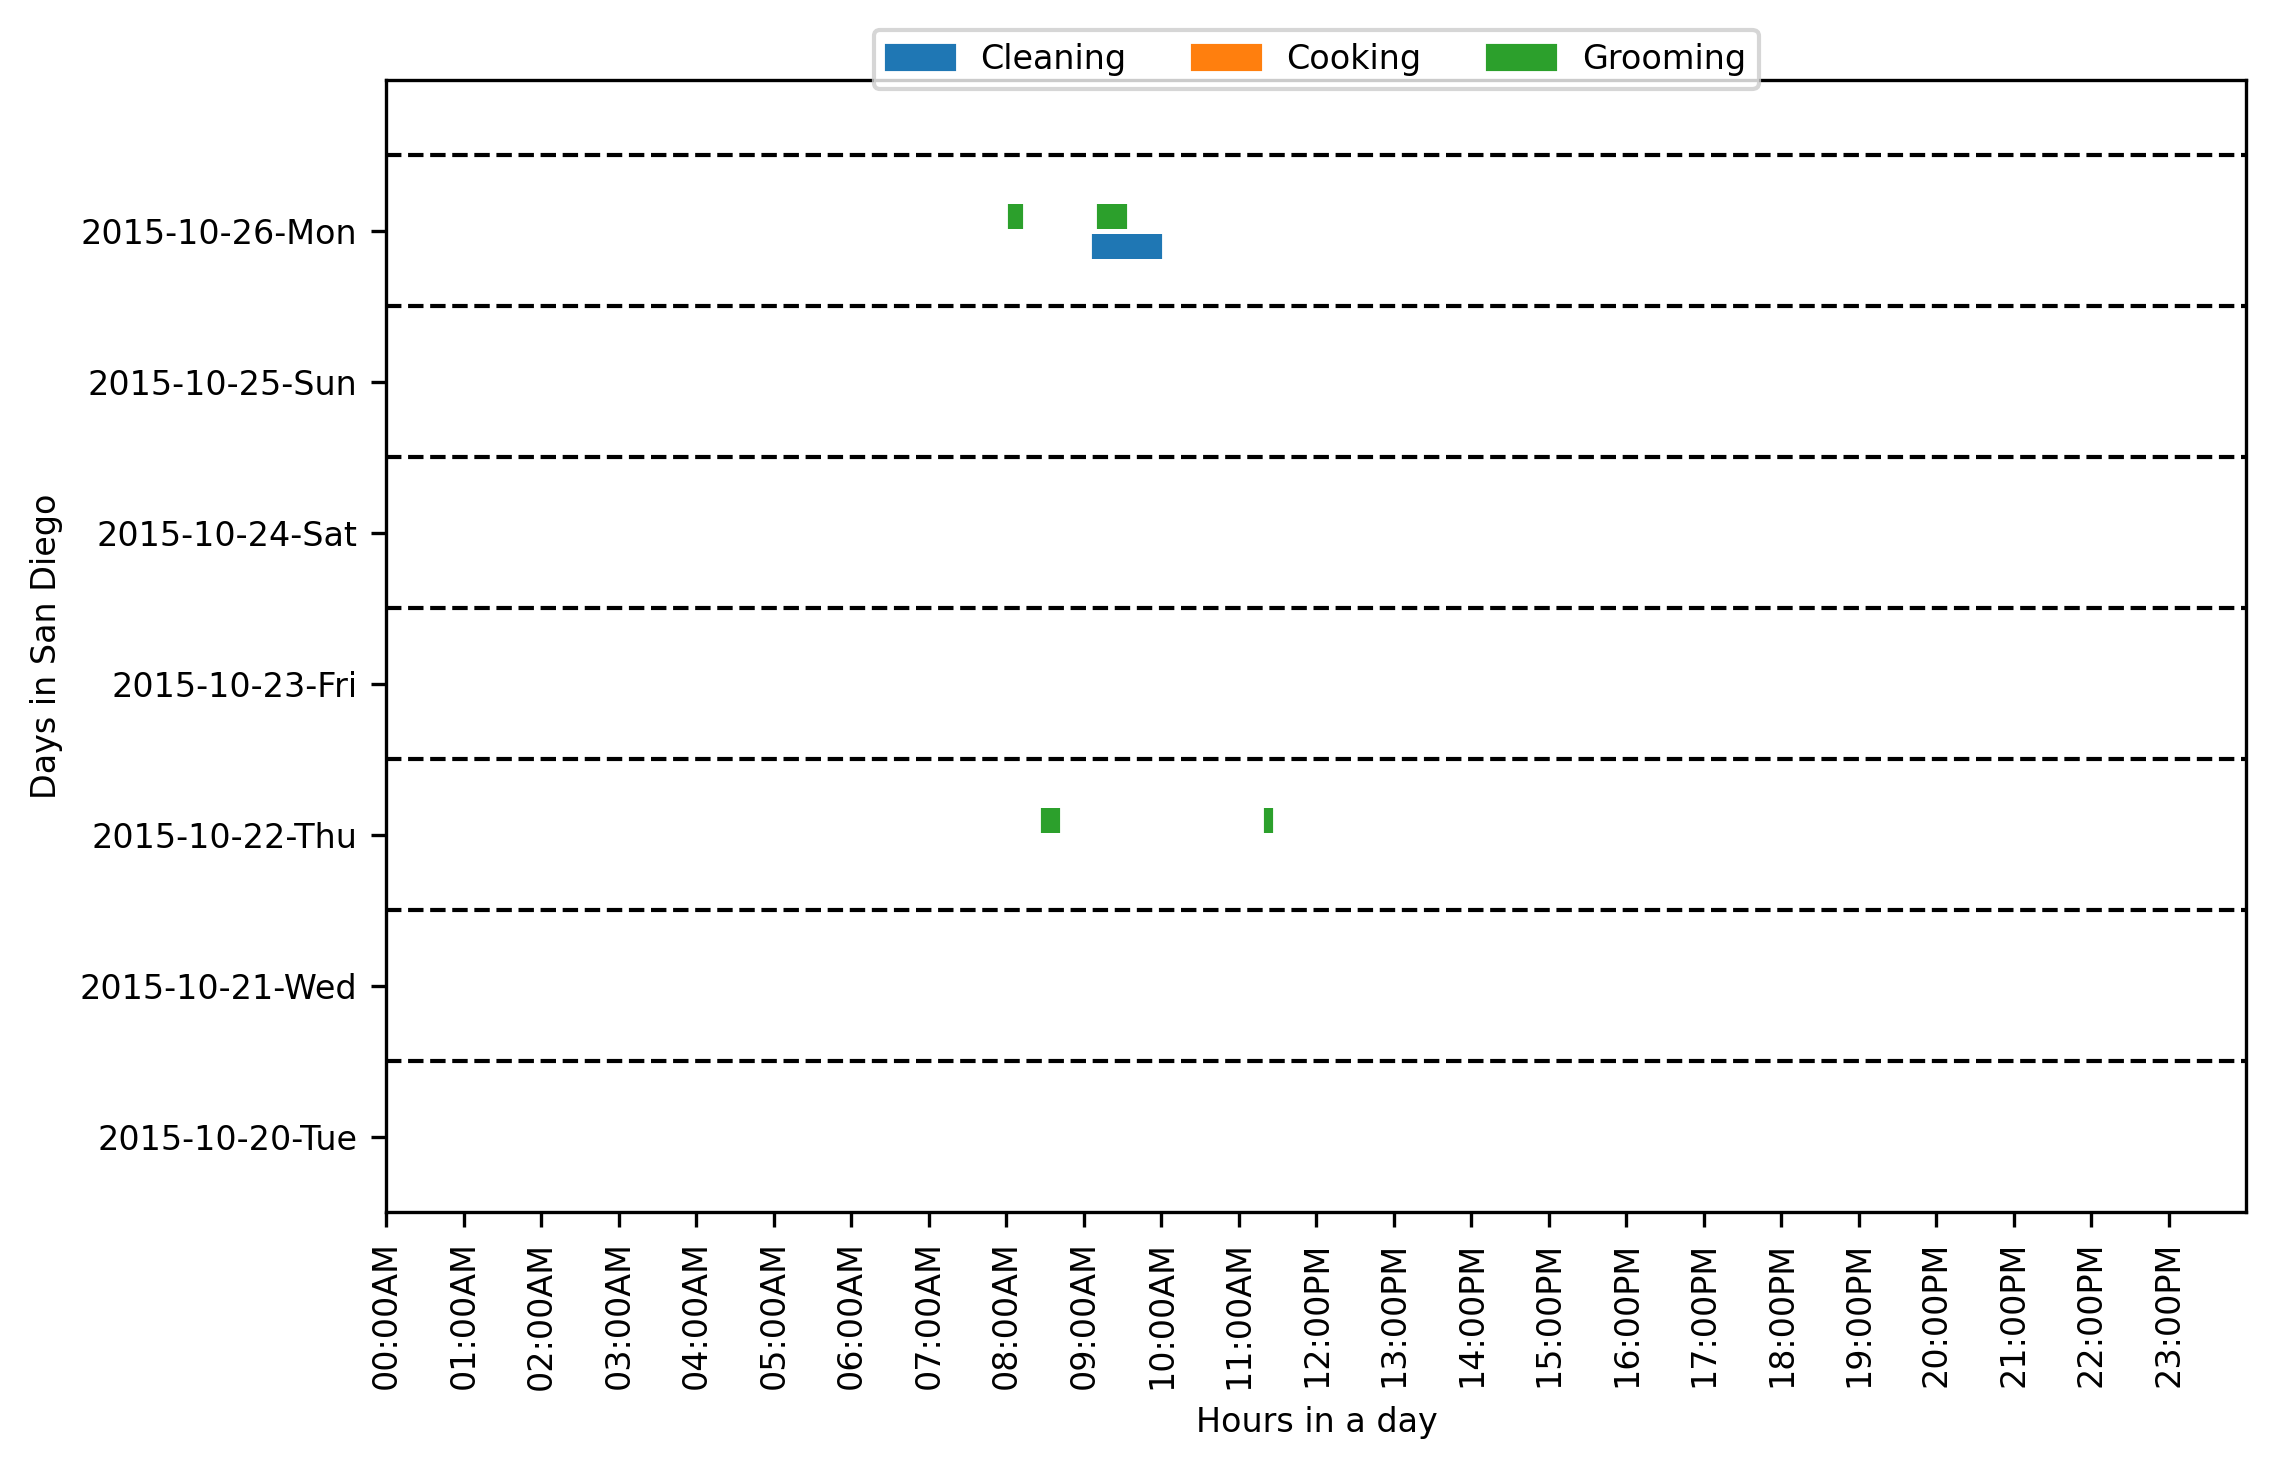 Cleaning Cooking Grooming
2015-10-26-Mon
2015-10-25-Sun
2015-10-24-Sat
2015-10-23-Fri
2015-10-22-Thu
2015-10-21-Wed
2015-10-20-Tue
Days in San Diego
00:00AM
01:00AM
02:00AM
03:00AM
04:00AM
05:00AM
06:00AM
07:00AM
08:00AM
09:00AM
10:00AM
11:00AM
12:00PM
13:00PM
14:00PM
15:00PM
16:00PM
17:00PM
18:00PM
19:00PM
20:00PM
21:00PM
22:00PM
23:00PM
Hours in a day